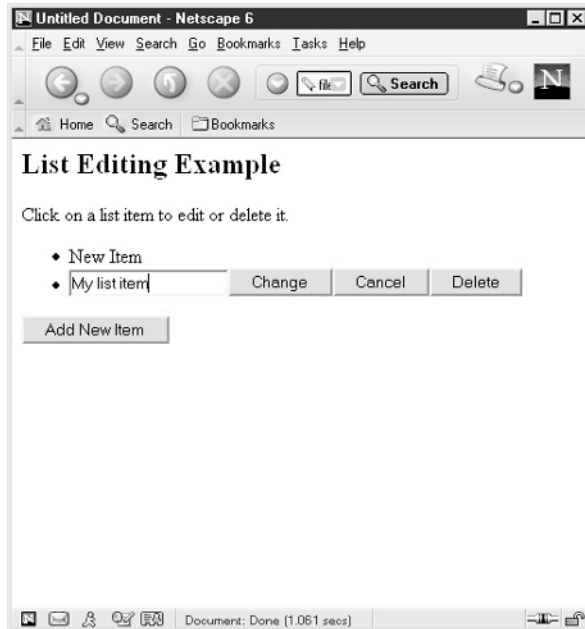 N Untitled Document - Netscape 6
File Edit View Search Go Bookmarks Tasks Help
file Search N
Home Search Bookmarks
List Editing Example
Click on a list item to edit or delete it.
New Item
My list item Change Cancel Delete
Add New Item
N Document: Done (1.061 secs)